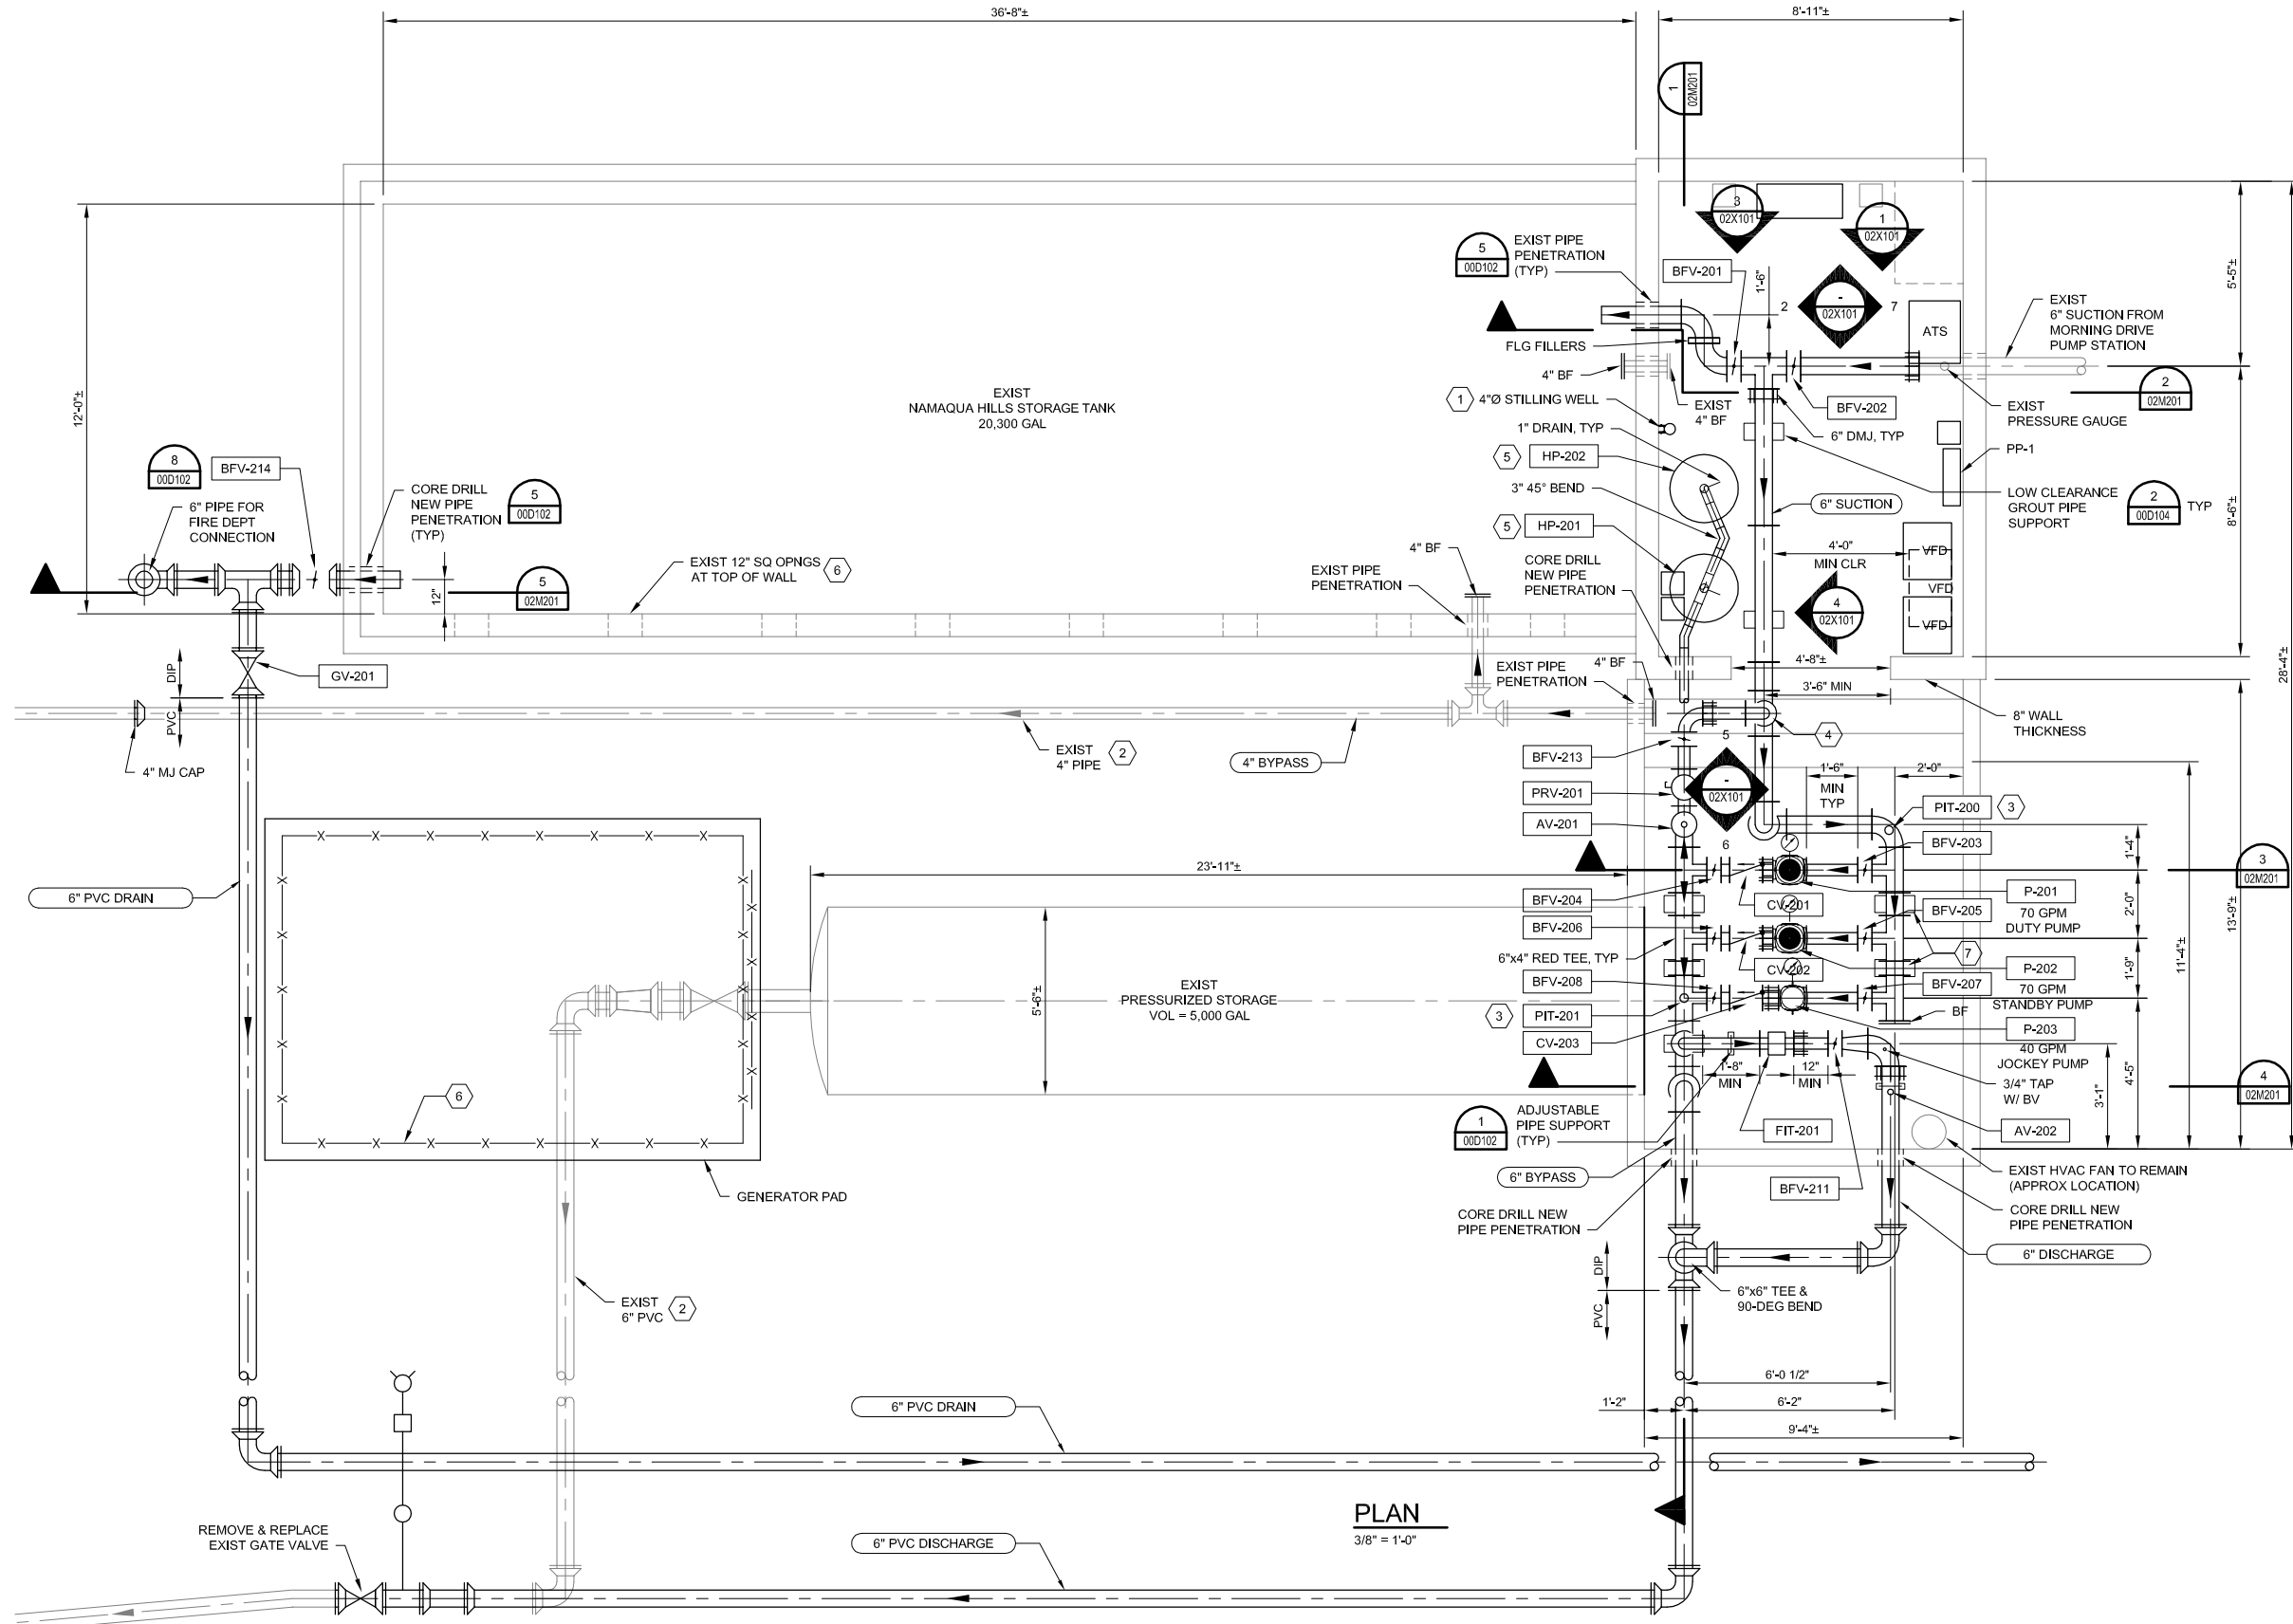 36'-8"±
8'-11"±
1
02M201
3
02X101
1
02X101
5
00D102
EXIST PIPE
PENETRATION
(TYP)
BFV-201
1'-6"
2
-
02X101
7
ATS
EXIST
6" SUCTION FROM
MORNING DRIVE
PUMP STATION
5'-5"±
FLG FILLERS
4" BF
EXIST
4" BF
BFV-202
2
02M201
EXIST
PRESSURE GAUGE
12'-0"±
EXIST
NAMAQUA HILLS STORAGE TANK
20,300 GAL
1
4"Ø STILLING WELL
1" DRAIN, TYP
6" DMJ, TYP
PP-1
5
HP-202
3" 45° BEND
6" SUCTION
LOW CLEARANCE
GROUT PIPE
SUPPORT
2
00D104
TYP
8'-6"±
28'-4"±
8
00D102
BFV-214
6" PIPE FOR
FIRE DEPT
CONNECTION
CORE DRILL
NEW PIPE
PENETRATION
(TYP)
5
00D102
5
HP-201
4" BF
EXIST PIPE
PENETRATION
CORE DRILL
NEW PIPE
PENETRATION
4'-0"
MIN CLR
VFD
VFD
VFD
12"
5
02M201
EXIST 12" SQ OPNGS
AT TOP OF WALL
6
4
02X101
DIP
PVC
GV-201
EXIST PIPE
PENETRATION
4" BF
4'-8"±
3'-6" MIN
8" WALL
THICKNESS
4" MJ CAP
EXIST
4" PIPE
2
4" BYPASS
4
BFV-213
PRV-201
AV-201
5
-
02X101
6
1'-6"
MIN
TYP
2'-0"
PIT-200
3
BFV-203
1'-4"
3
02M201
6" PVC DRAIN
23'-11"±
BFV-204
CV-201
P-201
70 GPM
DUTY PUMP
BFV-205
2'-0"
13'-9"±
11'-4"±
BFV-206
6"x4" RED TEE, TYP
CV-202
7
P-202
70 GPM
STANDBY PUMP
1'-9"
BFV-208
BFV-207
BF
EXIST
PRESSURIZED STORAGE
VOL = 5,000 GAL
5'-6"±
3
PIT-201
CV-203
P-203
40 GPM
JOCKEY PUMP
1'-8"
MIN
12"
MIN
3/4" TAP
W/ BV
3'-1"
4'-5"
4
02M201
6
1
00D102
ADJUSTABLE
PIPE SUPPORT
(TYP)
FIT-201
AV-202
6" BYPASS
BFV-211
EXIST HVAC FAN TO REMAIN
(APPROX LOCATION)
GENERATOR PAD
CORE DRILL NEW
PIPE PENETRATION
CORE DRILL NEW
PIPE PENETRATION
6" DISCHARGE
DIP
PVC
6"x6" TEE &
90-DEG BEND
EXIST
6" PVC
2
6'-0 1/2"
1'-2"
6'-2"
9'-4"±
6" PVC DRAIN
PLAN
3/8" = 1'-0"
REMOVE & REPLACE
EXIST GATE VALVE
6" PVC DISCHARGE